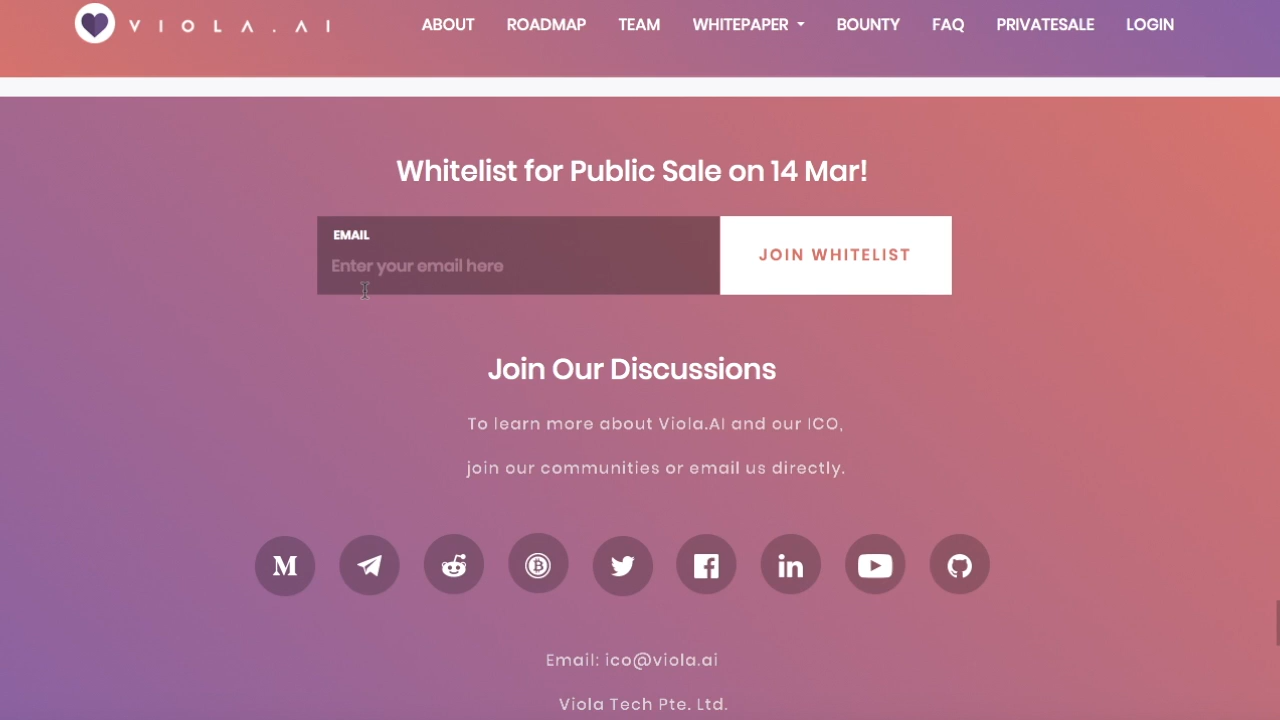 VIOLA.AI
ABOUT ROADMAP TEAM WHITEPAPER BOUNTY FAQ PRIVATESALE LOGIN
Whitelist for Public Sale on 14 Mar!
EMAIL
Enter your email here
JOIN WHITELIST
Join Our Discussions
To learn more about Viola.AI and our ICO,
join our communities or email us directly.
Email: ico@viola.ai
Viola Tech Pte. Ltd.